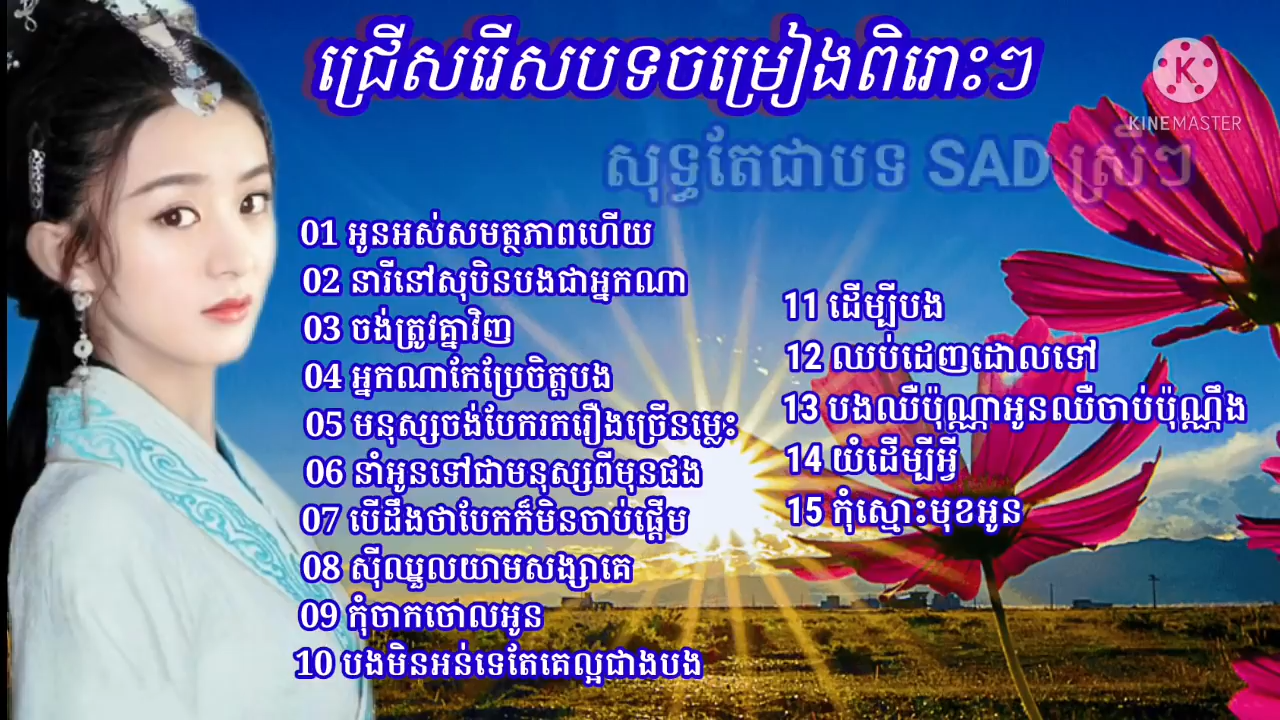 ជ្រើសរើសបទចម្រៀងពិរោះៗ
KINEMASTER
សុទ្ធតែជាបទ SAD ស្រីៗ
01 អូនអស់សមត្ថភាពហើយ
02 នារីនៅសុបិនបងជាអ្នកណា
03 ចង់ត្រូវគ្នាវិញ
04 អ្នកណាកែប្រែចិត្តបង
05 មនុស្សចង់បែករករឿងច្រើនម្លេះ
06 នាំអូនទៅជាមនុស្សពីមុនផង
07 បើដឹងថាបែកក៏មិនចាប់ផ្ដើម
08 ស៊ីឈ្នួលយាមសង្សាគេ
09 កុំចាកចោលអូន
10 បងមិនអន់ទេតែគេល្អជាងបង
11 ដើម្បីបង
12 ឈប់ដេញដោលទៅ
13 បងឈឺប៉ុណ្ណាអូនឈឺចាប់ប៉ុណ្ណឹង
14 យំដើម្បីអ្វី
15 កុំស្មោះមុខអូន